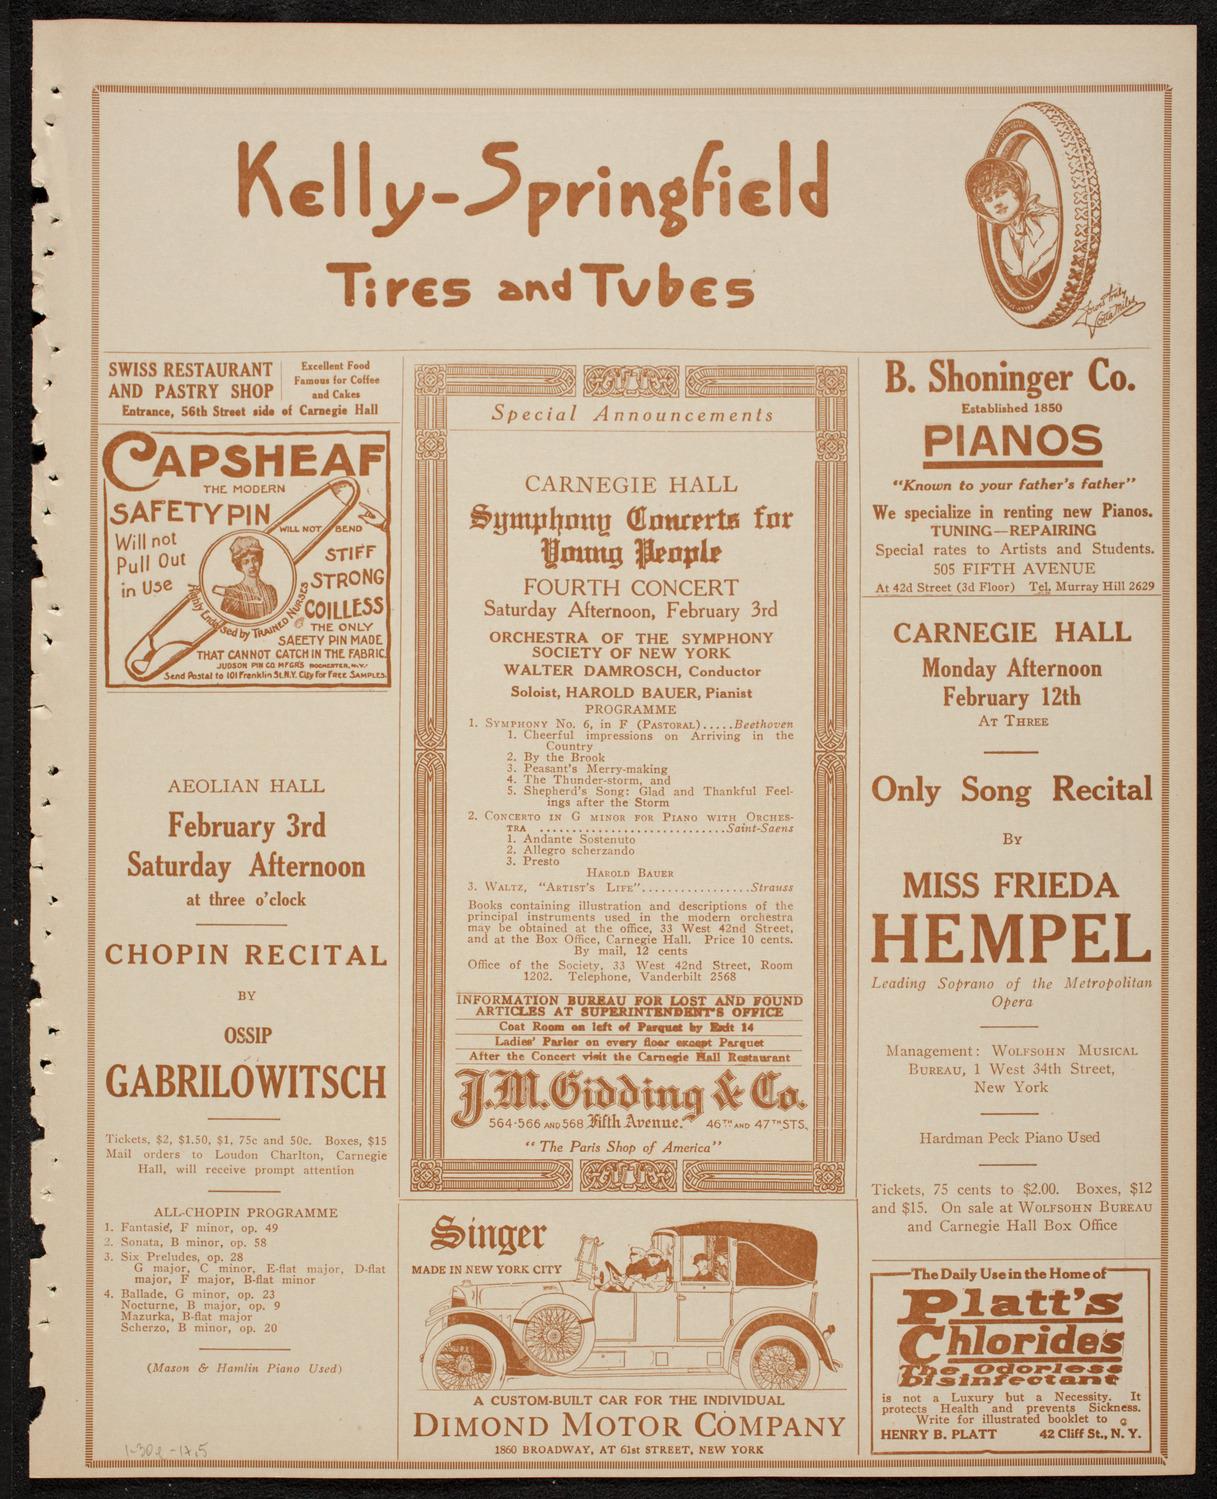 Kelly-Springfield
Tires and Tubes
Yours truly
Lotta Miles
SWISS RESTAURANT
AND PASTRY SHOP
Excellent Food
Famous for Coffee
and Cakes
Entrance, 56th Street side of Carnegie Hall
CAPSHEAF
THE MODERN
SAFETY PIN
WILL NOT BEND
Will not
Pull Out
in Use
STIFF
STRONG
COILLESS
Highly Endorsed by TRAINED NURSES
THE ONLY
SAFETY PIN MADE
THAT CANNOT CATCH IN THE FABRIC.
JUDSON PIN CO. MFGRS ROCHESTER, N.Y.
Send Postal to 101 Franklin St. N.Y. City For FREE SAMPLES.
AEOLIAN HALL
February 3rd
Saturday Afternoon
at three o'clock
CHOPIN RECITAL
BY
OSSIP
GABRILOWITSCH
Tickets, $2, $1.50, $1, 75c and 50c. Boxes, $15
Mail orders to Loudon Charlton, Carnegie
Hall, will receive prompt attention
ALL-CHOPIN PROGRAMME
1. Fantasie, F minor, op. 49
2. Sonata, B minor, op. 58
3. Six Preludes, op. 28
G major, C minor, E-flat major, D-flat
major, F major, B-flat minor
4. Ballade, G minor, op. 23
Nocturne, B major, op. 9
Mazurka, B-flat major
Scherzo, B minor, op. 20
(Mason & Hamlin Piano Used)
Special Announcements
CARNEGIE HALL
Symphony Concerts for
Young People
FOURTH CONCERT
Saturday Afternoon, February 3rd
ORCHESTRA OF THE SYMPHONY
SOCIETY OF NEW YORK
WALTER DAMROSCH, Conductor
Soloist, HAROLD BAUER, Pianist
PROGRAMME
1. SYMPHONY No. 6, in F (PASTORAL).....Beethoven
1. Cheerful impressions on Arriving in the
Country
2. By the Brook
3. Peasant's Merry-making
4. The Thunder-storm, and
5. Shepherd's Song: Glad and Thankful Feel-
ings after the Storm
2. CONCERTO IN G MINOR FOR PIANO WITH ORCHES-
TRA ...........................Saint-Saens
1. Andante Sostenuto
2. Allegro scherzando
3. Presto
HAROLD BAUER
3. WALTZ, "ARTIST'S LIFE".................Strauss
Books containing illustration and descriptions of the
principal instruments used in the modern orchestra
may be obtained at the office, 33 West 42nd Street,
and at the Box Office, Carnegie Hall. Price 10 cents.
By mail, 12 cents
Office of the Society, 33 West 42nd Street, Room
1202. Telephone, Vanderbilt 2568
INFORMATION BUREAU FOR LOST AND FOUND
ARTICLES AT SUPERINTENDENT'S OFFICE
Coat Room on left of Parquet by Exit 14
Ladies' Parlor on every floor except Parquet
After the Concert visit the Carnegie Hall Restaurant
J. M. Gidding & Co.
564-566 AND 568 Fifth Avenue. 46TH AND 47TH STS.
"The Paris Shop of America"
Singer
MADE IN NEW YORK CITY
A CUSTOM-BUILT CAR FOR THE INDIVIDUAL
DIMOND MOTOR COMPANY
1860 BROADWAY, AT 61st STREET, NEW YORK
B. Shoninger Co.
Established 1850
PIANOS
"Known to your father's father"
We specialize in renting new Pianos.
TUNING—REPAIRING
Special rates to Artists and Students.
505 FIFTH AVENUE
At 42d Street (3d Floor) Tel. Murray Hill 2629
CARNEGIE HALL
Monday Afternoon
February 12th
AT THREE
Only Song Recital
BY
MISS FRIEDA
HEMPEL
Leading Soprano of the Metropolitan
Opera
Management: WOLFSOHN MUSICAL
BUREAU, 1 West 34th Street,
New York
Hardman Peck Piano Used
Tickets, 75 cents to $2.00. Boxes, $12
and $15. On sale at WOLFSOHN BUREAU
and Carnegie Hall Box Office
The Daily Use in the Home of
Platt's
Chlorides
The Odorless
Disinfectant
is not a Luxury but a Necessity. It
protects Health and prevents Sickness.
Write for illustrated booklet to
HENRY B. PLATT 42 Cliff St., N. Y.